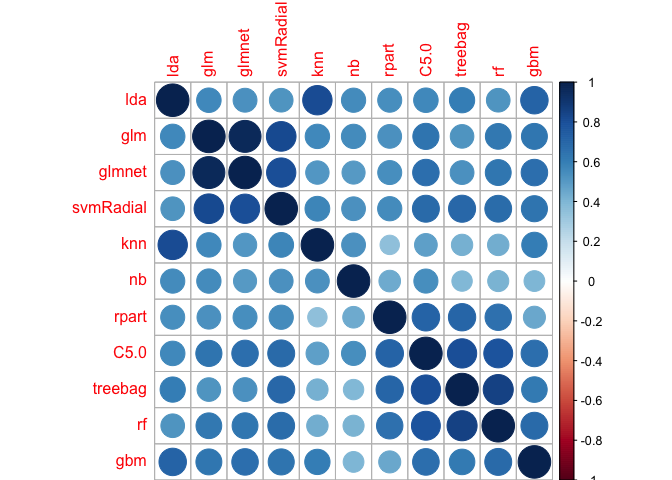 lda glm glmnet svmRadial knn nb rpart C5.0 treebag rf gbm
lda
glm
glmnet
svmRadial
knn
nb
rpart
C5.0
treebag
rf
gbm
1
0.8
0.6
0.4
0.2
0
-0.2
-0.4
-0.6
-0.8